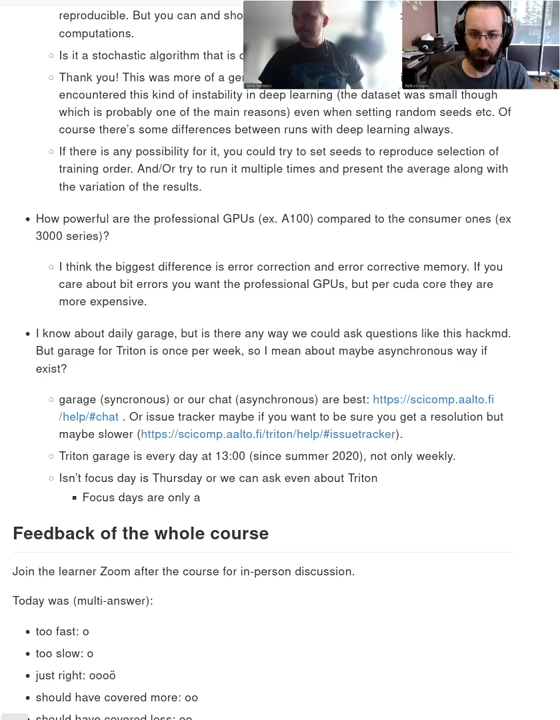 reproducible. But you can and sho
computations.
Is it a stochastic algorithm that is c
Thank you! This was more of a ge
encountered this kind of instability in deep learning (the dataset was small though
which is probably one of the main reasons) even when setting random seeds etc. Of
course there's some differences between runs with deep learning always.
If there is any possibility for it, you could try to set seeds to reproduce selection of
training order. And/Or try to run it multiple times and present the average along with
the variation of the results.
How powerful are the professional GPUs (ex. A100) compared to the consumer ones (ex
3000 series)?
I think the biggest difference is error correction and error corrective memory. If you
care about bit errors you want the professional GPUs, but per cuda core they are
more expensive.
I know about daily garage, but is there any way we could ask questions like this hackmd.
But garage for Triton is once per week, so I mean about maybe asynchronous way if
exist?
garage (syncronous) or our chat (asynchronous) are best: https://scicomp.aalto.fi
/help/#chat . Or issue tracker maybe if you want to be sure you get a resolution but
maybe slower (https://scicomp.aalto.fi/triton/help/#issuetracker).
Triton garage is every day at 13:00 (since summer 2020), not only weekly.
Isn't focus day is Thursday or we can ask even about Triton
Focus days are only a
Feedback of the whole course
Join the learner Zoom after the course for in-person discussion.
Today was (multi-answer):
too fast: o
too slow: o
just right: oooö
should have covered more: oo
should have covered less: oo